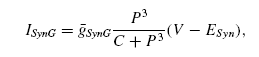 I_{SynG} = \bar{g}_{SynG} \frac{P^3}{C + P^3} (V - E_{Syn}),